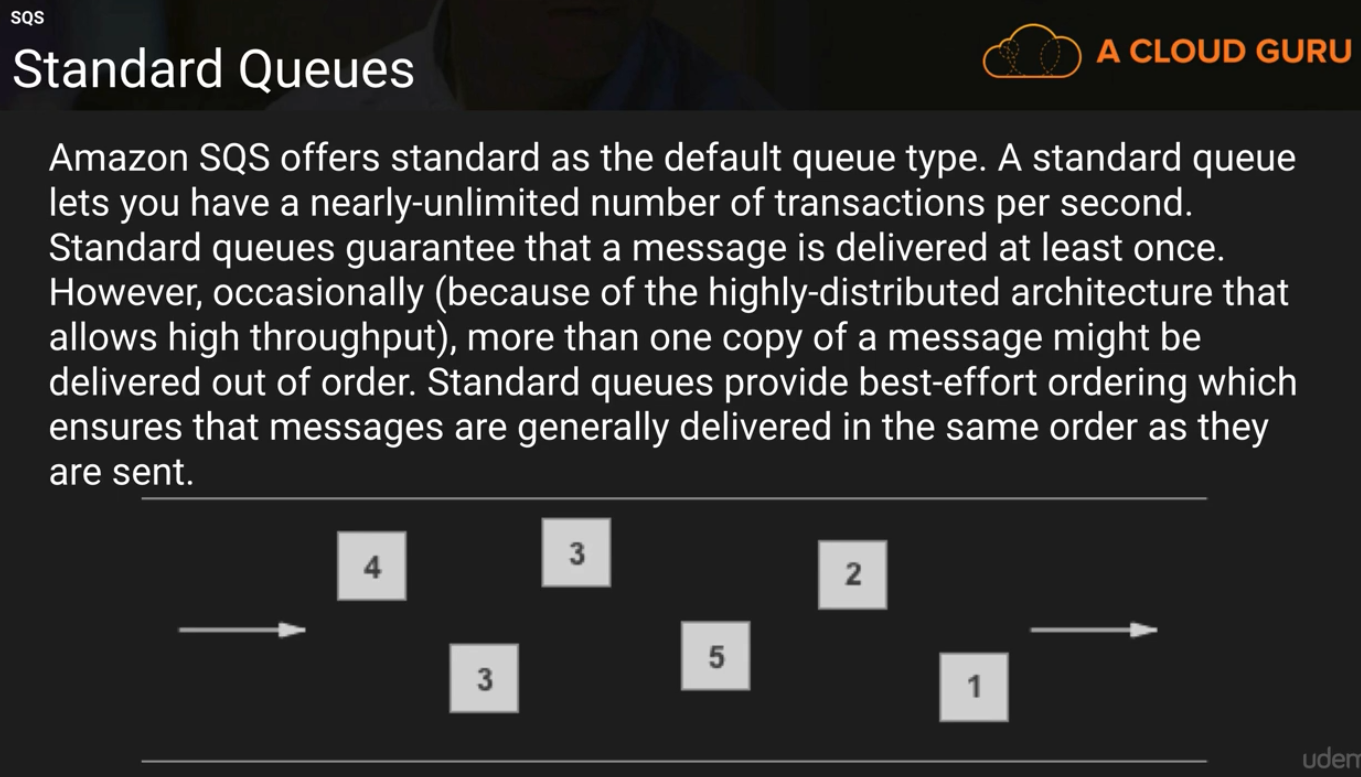 SQS
Standard Queues
A CLOUD GURU
Amazon SQS offers standard as the default queue type. A standard queue
lets you have a nearly-unlimited number of transactions per second.
Standard queues guarantee that a message is delivered at least once.
However, occasionally (because of the highly-distributed architecture that
allows high throughput), more than one copy of a message might be
delivered out of order. Standard queues provide best-effort ordering which
ensures that messages are generally delivered in the same order as they
are sent.
4
3
2
3
5
1
udem